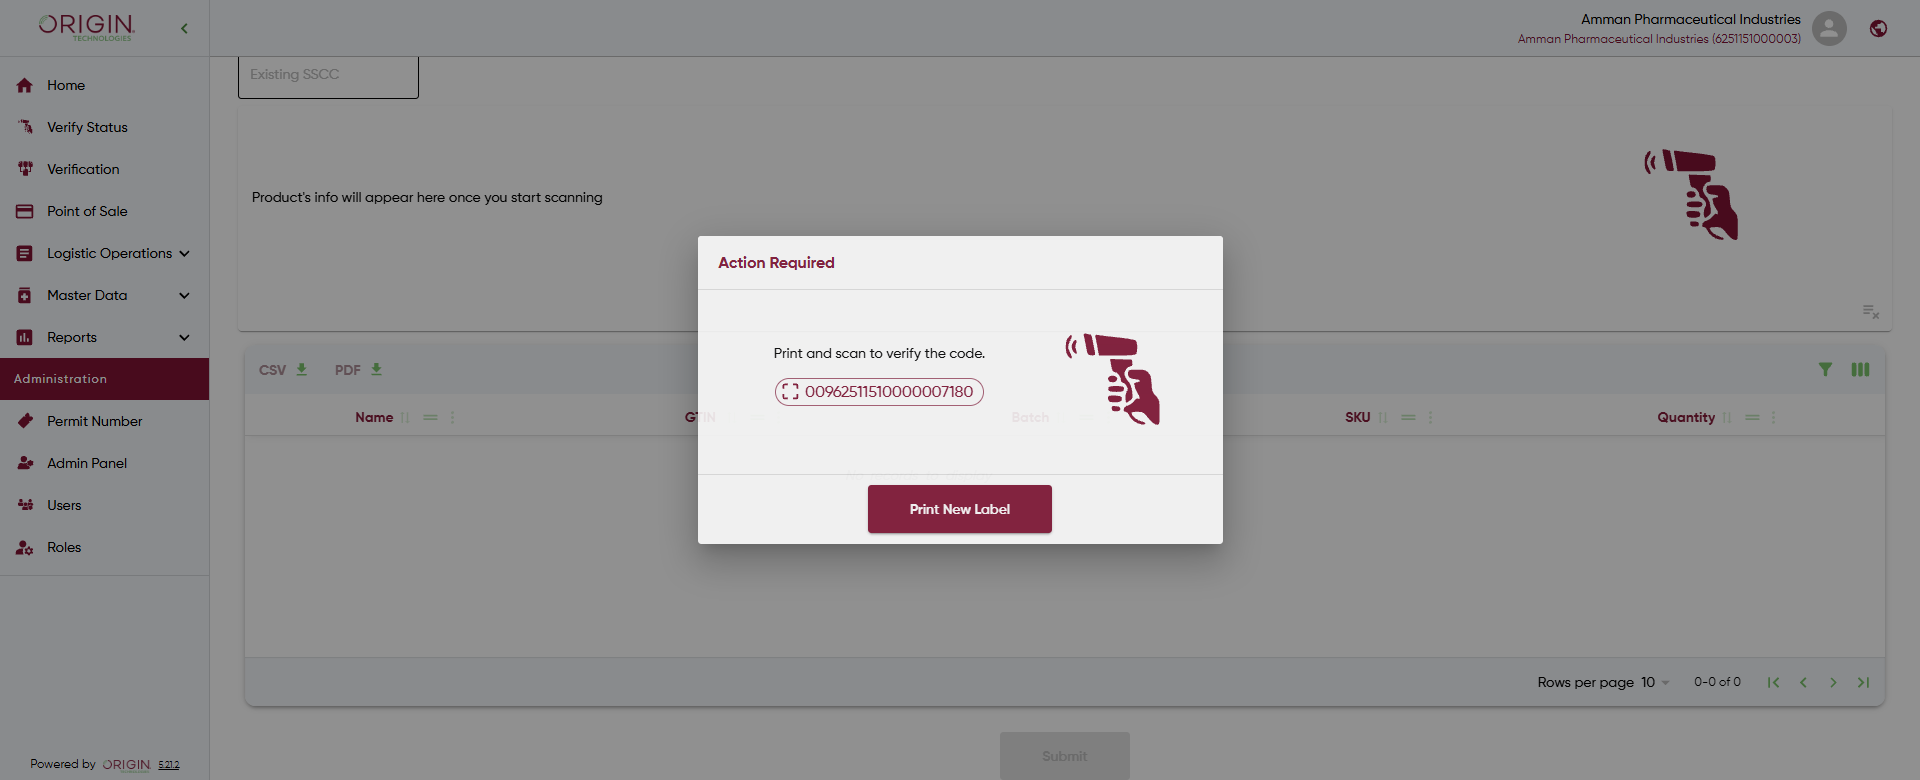 ORIGIN
TECHNOLOGIES
Amman Pharmaceutical Industries
Amman Pharmaceutical Industries (6251151000003)
Home
Verify Status
Verification
Point of Sale
Logistic Operations
Master Data
Reports
Administration
Permit Number
Admin Panel
Users
Roles
Powered by ORIGIN 5.21.2
Existing SSCC
Product's info will appear here once you start scanning
CSV PDF
Name GTIN Batch SKU Quantity
Action Required
Print and scan to verify the code.
00962511510000007180
Print New Label
Rows per page 10 0-0 of 0
Submit